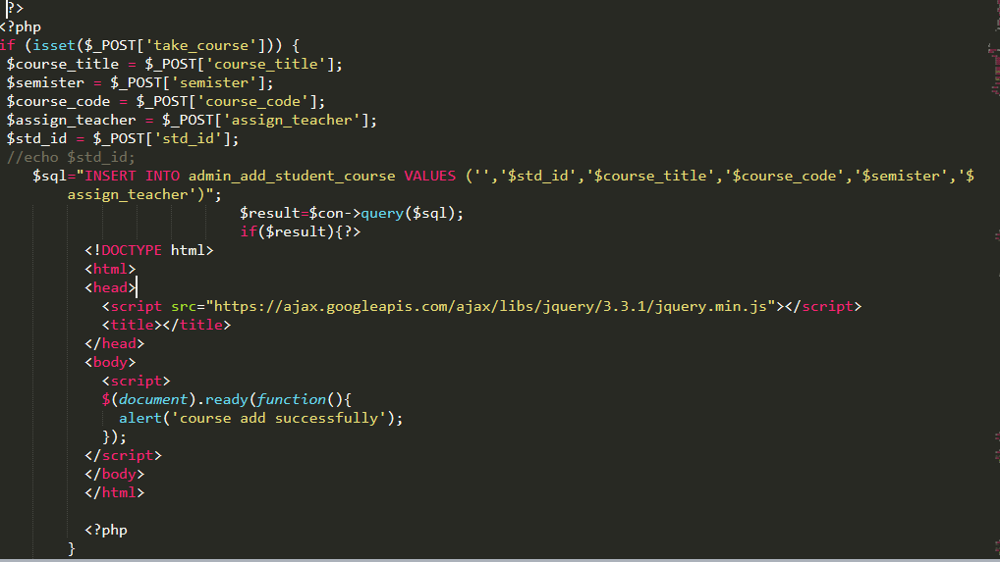 ?>
<?php
if (isset($_POST['take_course'])) {
$course_title = $_POST['course_title'];
$semister = $_POST['semister'];
$course_code = $_POST['course_code'];
$assign_teacher = $_POST['assign_teacher'];
$std_id = $_POST['std_id'];
//echo $std_id;
$sql="INSERT INTO admin_add_student_course VALUES ('','$std_id','$course_title','$course_code','$semister','$
assign_teacher')";
$result=$con->query($sql);
if($result){?>
<!DOCTYPE html>
<html>
<head>
<script src="https://ajax.googleapis.com/ajax/libs/jquery/3.3.1/jquery.min.js"></script>
<title></title>
</head>
<body>
<script>
$(document).ready(function(){
alert('course add successfully');
});
</script>
</body>
</html>
<?php
}